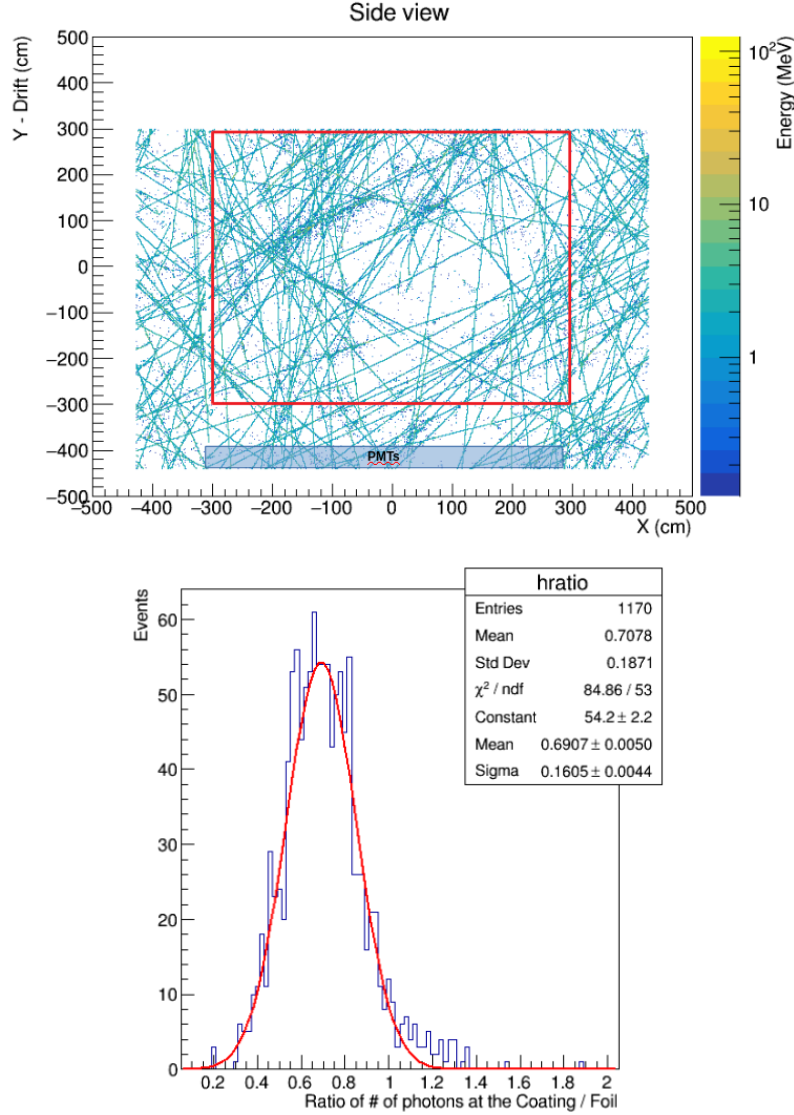 Side view
Y - Drift (cm)
500
400
300
200
100
0
−100
−200
−300
−400
−500
PMTs
−500 −400 −300 −200 −100 0 100 200 300 400 500
X (cm)
10²
10
1
Energy (MeV)
hratio
Entries 1170
Mean 0.7078
Std Dev 0.1871
χ² / ndf 84.86 / 53
Constant 54.2 ± 2.2
Mean 0.6907 ± 0.0050
Sigma 0.1605 ± 0.0044
Events
60
50
40
30
20
10
0
0.2 0.4 0.6 0.8 1 1.2 1.4 1.6 1.8 2
Ratio of # of photons at the Coating / Foil